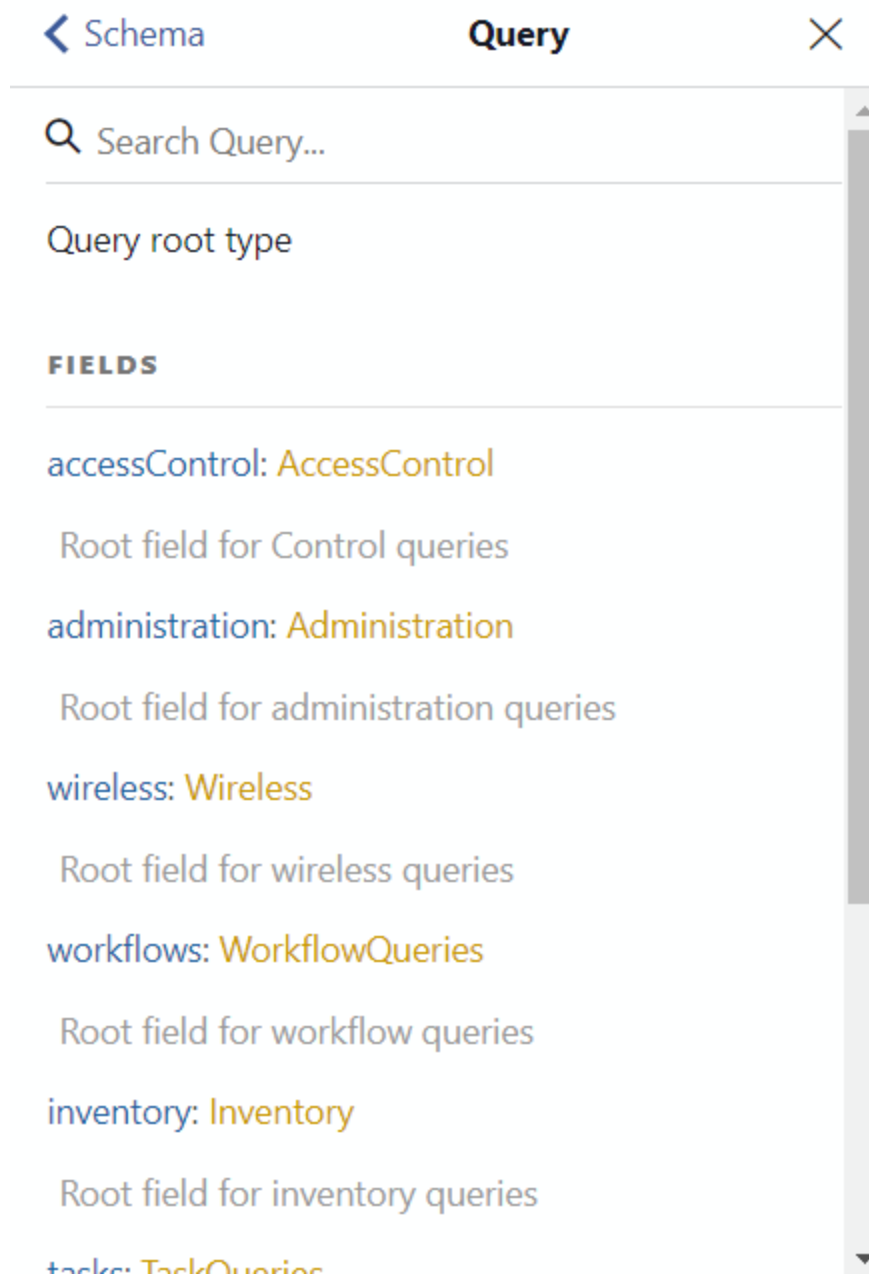 Schema
Query
Search Query...
Query root type
FIELDS
accessControl: AccessControl
Root field for Control queries
administration: Administration
Root field for administration queries
wireless: Wireless
Root field for wireless queries
workflows: WorkflowQueries
Root field for workflow queries
inventory: Inventory
Root field for inventory queries
tasks: TaskQueries